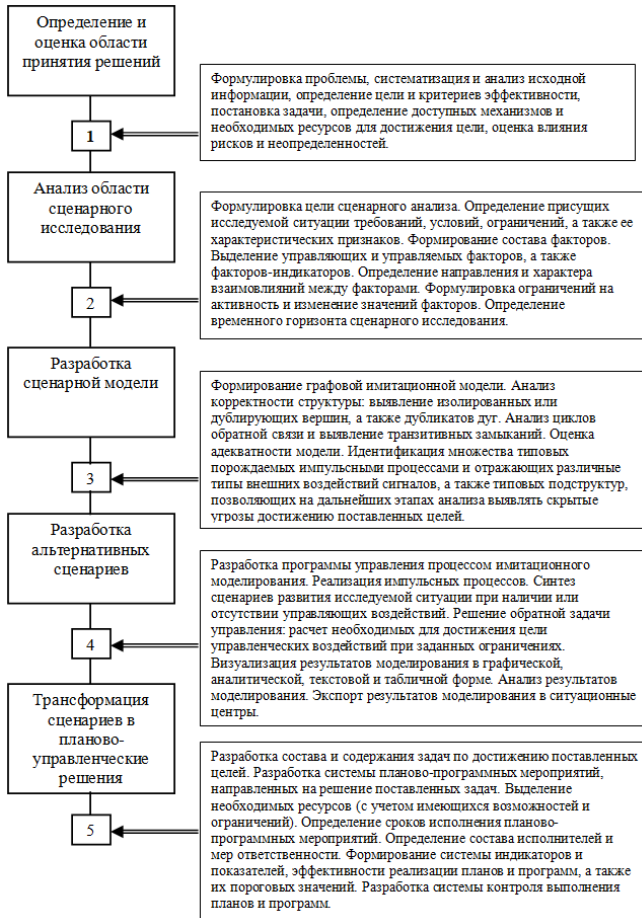 Определение и
оценка области
принятия решений
Формулировка проблемы, систематизация и анализ исходной
информации, определение цели и критериев эффективности,
постановка задачи, определение доступных механизмов и
необходимых ресурсов для достижения цели, оценка влияния
рисков и неопределенностей.
1
Анализ области
сценарного
исследования
Формулировка цели сценарного анализа. Определение присущих
исследуемой ситуации требований, условий, ограничений, а также ее
характеристических признаков. Формирование состава факторов.
Выделение управляющих и управляемых факторов, а также
факторов-индикаторов. Определение направления и характера
взаимовлияний между факторами. Формулировка ограничений на
активность и изменение значений факторов. Определение
временного горизонта сценарного исследования.
2
Разработка
сценарной модели
Формирование графовой имитационной модели. Анализ
корректности структуры: выявление изолированных или
дублирующих вершин, а также дубликатов дуг. Анализ циклов
обратной связи и выявление транзитивных замыканий. Оценка
адекватности модели. Идентификация множества типовых
порождаемых импульсными процессами и отражающих различные
типы внешних воздействий сигналов, а также типовых подструктур,
позволяющих на дальнейших этапах анализа выявлять скрытые
угрозы достижению поставленных целей.
3
Разработка
альтернативных
сценариев
Разработка программы управления процессом имитационного
моделирования. Реализация импульсных процессов. Синтез
сценариев развития исследуемой ситуации при наличии или
отсутствии управляющих воздействий. Решение обратной задачи
управления: расчет необходимых для достижения цели
управленческих воздействий при заданных ограничениях.
Визуализация результатов моделирования в графической,
аналитической, текстовой и табличной форме. Анализ результатов
моделирования. Экспорт результатов моделирования в ситуационные
центры.
4
Трансформация
сценариев в
планово-
управленческие
решения
Разработка состава и содержания задач по достижению поставленных
целей. Разработка системы планово-программных мероприятий,
направленных на решение поставленных задач. Выделение
необходимых ресурсов (с учетом имеющихся возможностей и
ограничений). Определение сроков исполнения планово-
программных мероприятий. Определение состава исполнителей и
мер ответственности. Формирование системы индикаторов и
показателей, эффективности реализации планов и программ, а также
их пороговых значений. Разработка системы контроля выполнения
планов и программ.
5